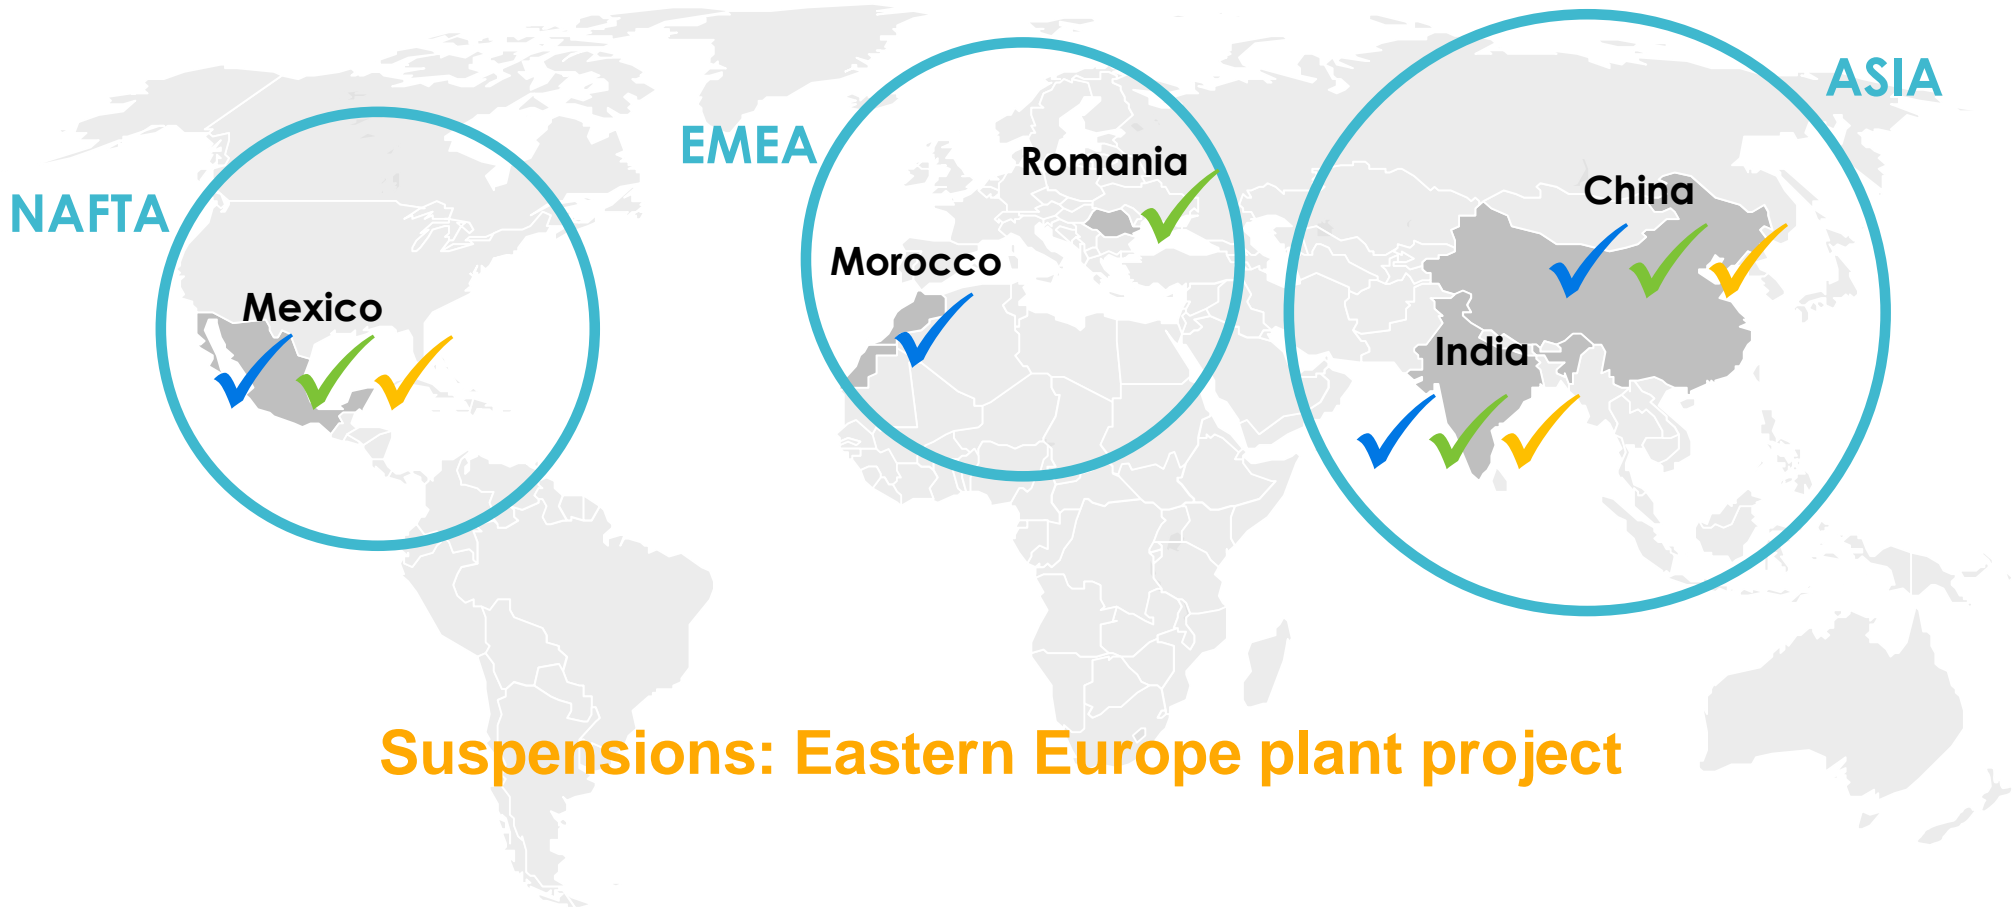 NAFTA
Mexico
EMEA
Romania
Morocco
ASIA
China
India
Suspensions: Eastern Europe plant project